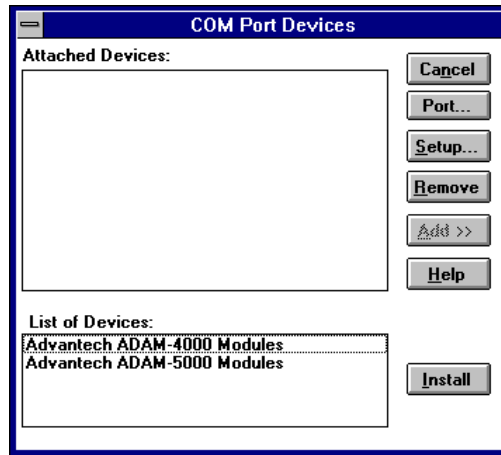 COM Port Devices
Attached Devices:
Cancel
Port...
Setup...
Remove
Add >>
Help
List of Devices:
Advantech ADAM-4000 Modules
Advantech ADAM-5000 Modules
Install